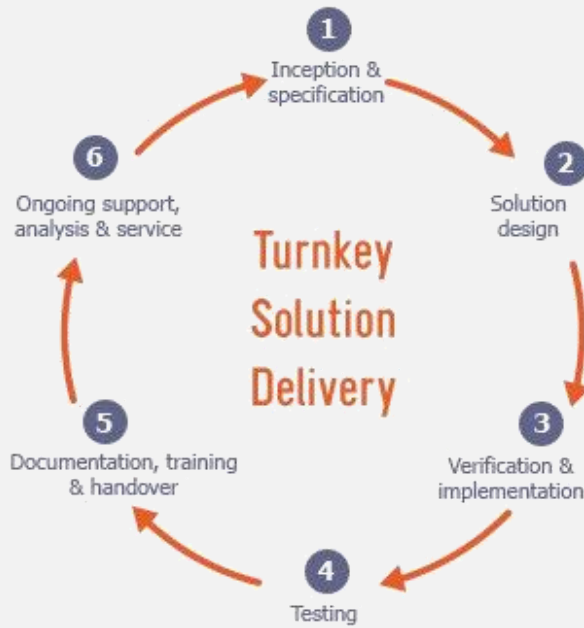 1
Inception &
specification
2
Solution
design
3
Verification &
implementation
4
Testing
5
Documentation, training
& handover
6
Ongoing support,
analysis & service
Turnkey
Solution
Delivery